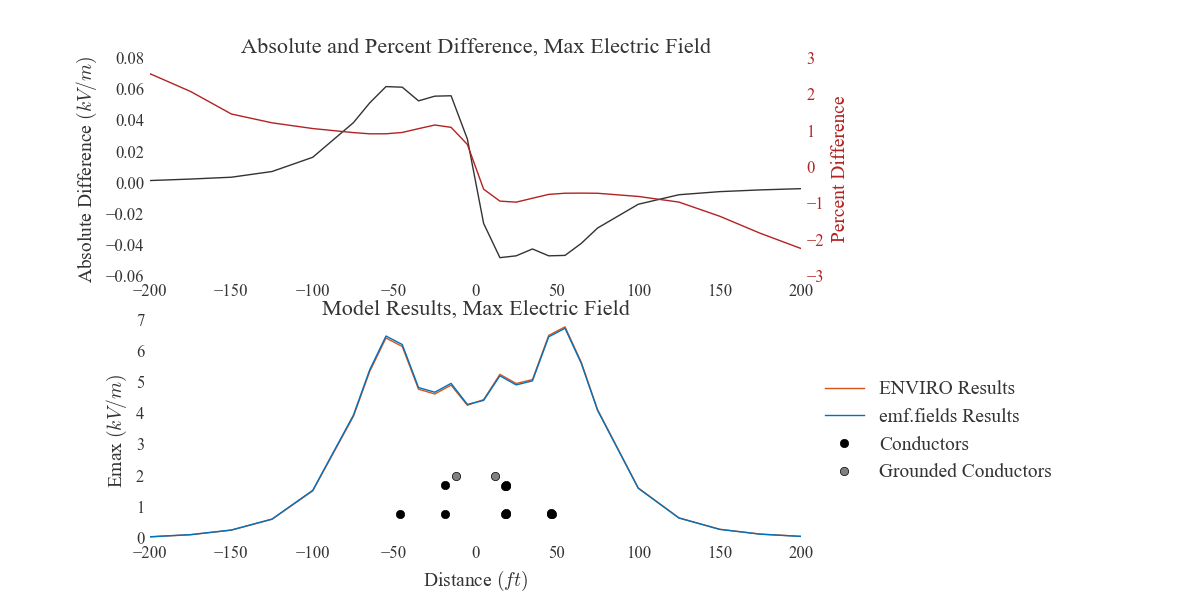 Absolute and Percent Difference, Max Electric Field
Absolute Difference (kV/m)
0.08
0.06
0.04
0.02
0.00
−0.02
−0.04
−0.06
3
2
1
0
−1
−2
−3
Percent Difference
−200 −150 −100 −50 0 50 100 150 200
Model Results, Max Electric Field
Emax (kV/m)
7
6
5
4
3
2
1
0
−200 −150 −100 −50 0 50 100 150 200
Distance (ft)
ENVIRO Results
emf.fields Results
Conductors
Grounded Conductors